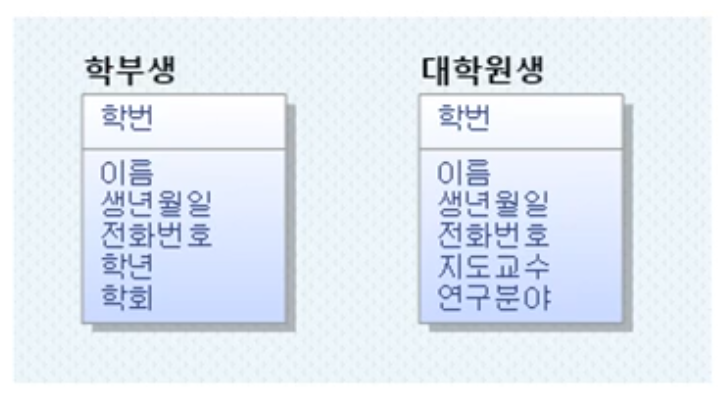 학부생
학번
이름
생년월일
전화번호
학년
학회
대학원생
학번
이름
생년월일
전화번호
지도교수
연구분야